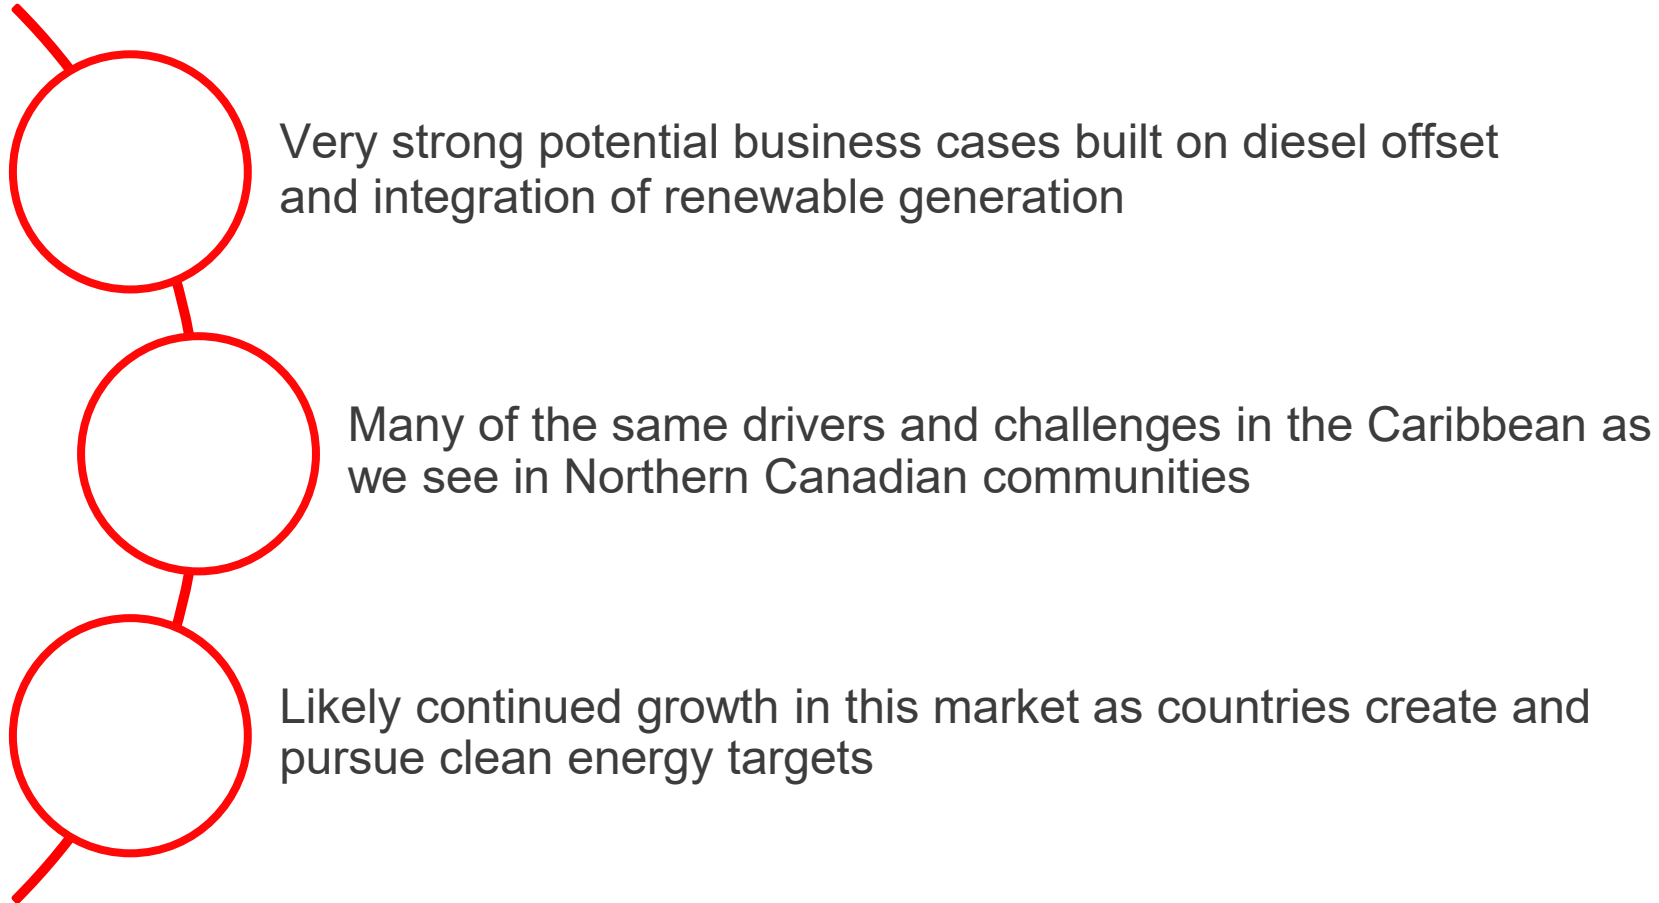 Very strong potential business cases built on diesel offset
and integration of renewable generation
Many of the same drivers and challenges in the Caribbean as
we see in Northern Canadian communities
Likely continued growth in this market as countries create and
pursue clean energy targets